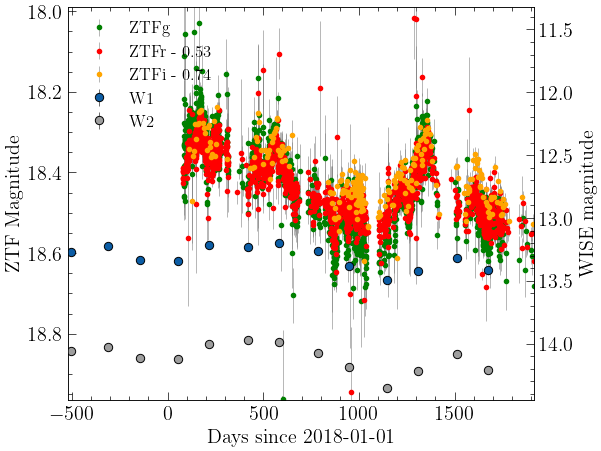 18.0
18.2
18.4
18.6
18.8
ZTF Magnitude
ZTFg
ZTFr - 0.53
ZTFi - 0.74
W1
W2
11.5
12.0
12.5
13.0
13.5
14.0
WISE magnitude
−500
0
500
1000
1500
Days since 2018-01-01